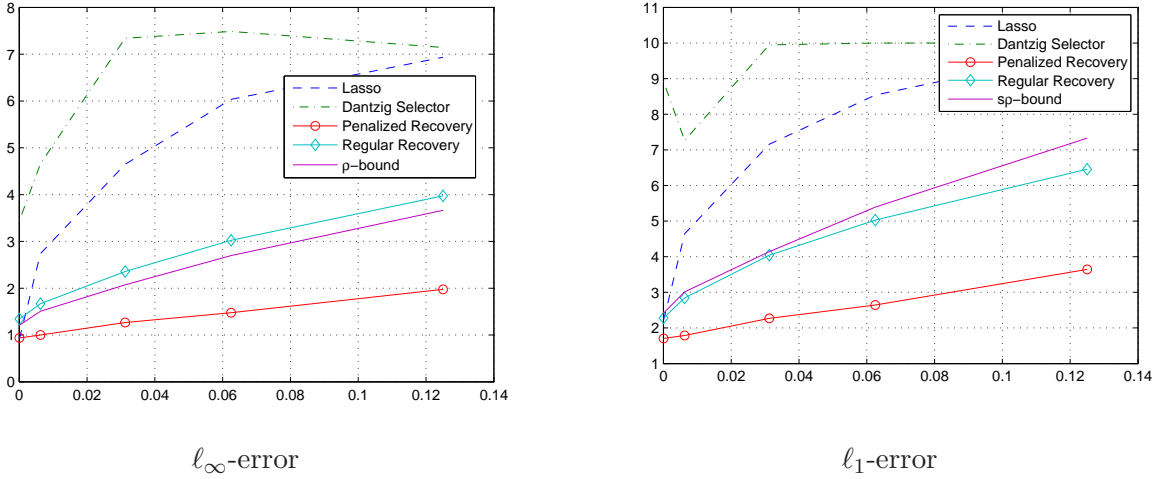 8
7
6
5
4
3
2
1
0
0 0.02 0.04 0.06 0.08 0.1 0.12 0.14
Lasso
Dantzig Selector
Penalized Recovery
Regular Recovery
ρ−bound
ℓ∞-error
11
10
9
8
7
6
5
4
3
2
1
0 0.02 0.04 0.06 0.08 0.1 0.12 0.14
Lasso
Dantzig Selector
Penalized Recovery
Regular Recovery
sρ−bound
ℓ1-error